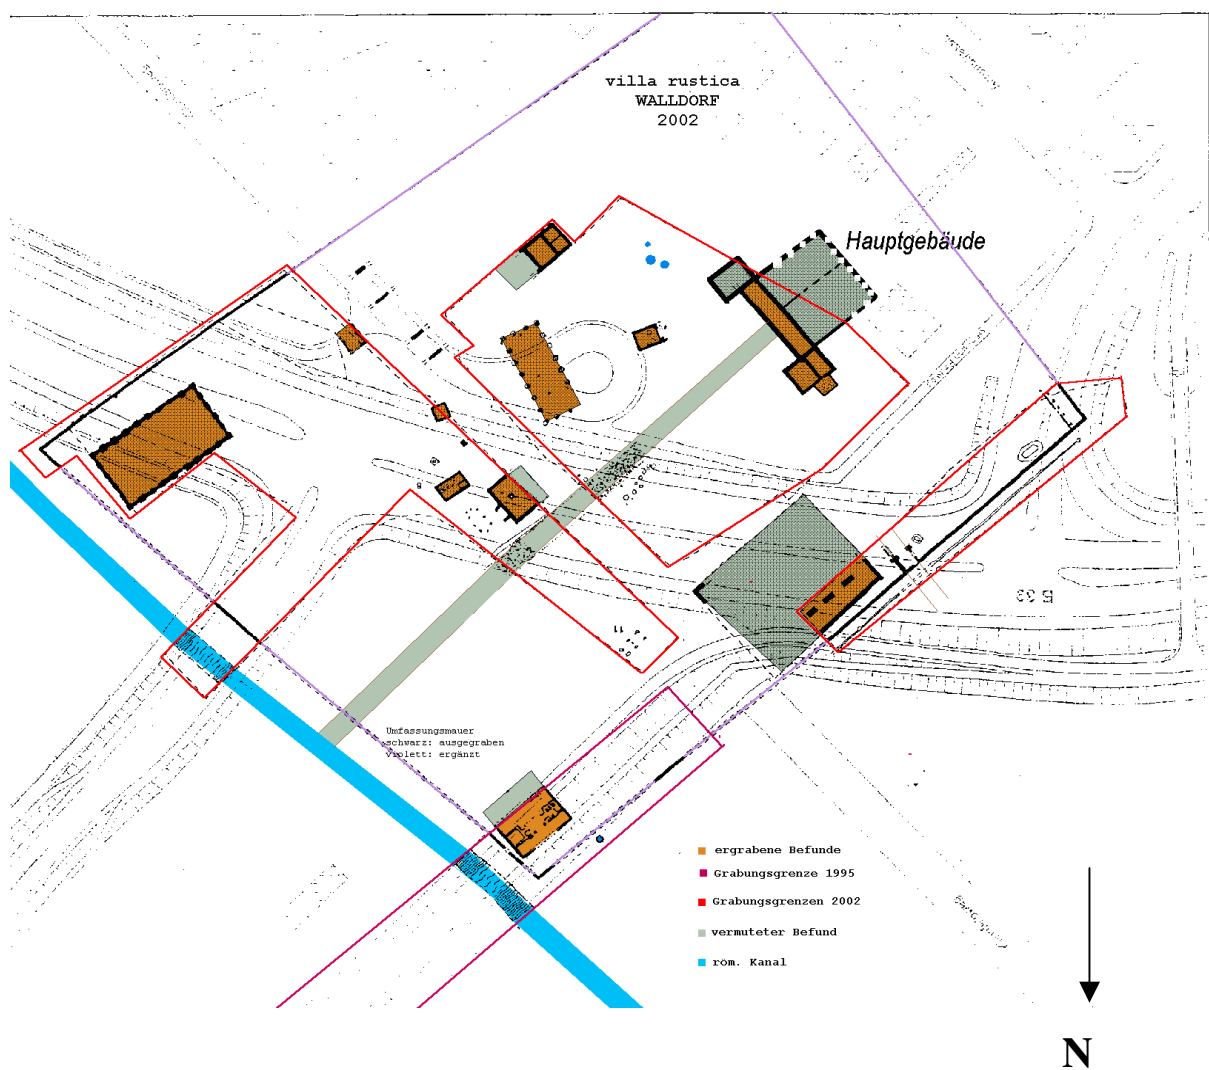 villa rustica
WALLDORF
2002
Hauptgebäude
B 33
Umfassungsmauer
schwarz: ausgegraben
violett: ergänzt
ergrabene Befunde
Grabungsgrenze 1995
Grabungsgrenzen 2002
vermuteter Befund
röm. Kanal
N